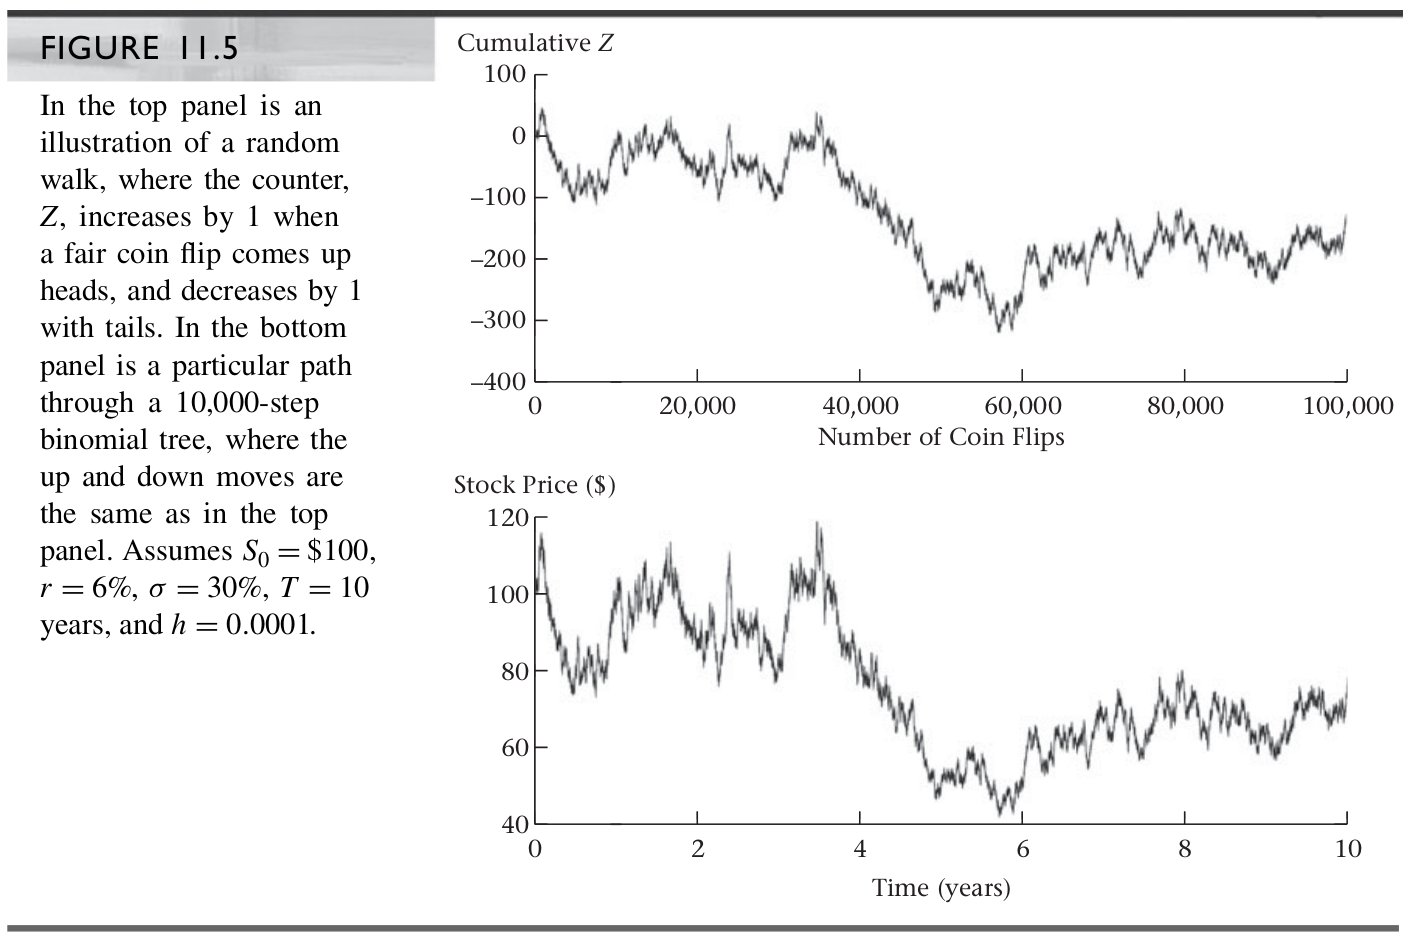 FIGURE 11.5
In the top panel is an
illustration of a random
walk, where the counter,
Z, increases by 1 when
a fair coin flip comes up
heads, and decreases by 1
with tails. In the bottom
panel is a particular path
through a 10,000-step
binomial tree, where the
up and down moves are
the same as in the top
panel. Assumes S0 = $100,
r = 6%, σ = 30%, T = 10
years, and h = 0.0001.
Cumulative Z
100
0
–100
–200
–300
–400
0 20,000 40,000 60,000 80,000 100,000
Number of Coin Flips
Stock Price ($)
120
100
80
60
40
0 2 4 6 8 10
Time (years)